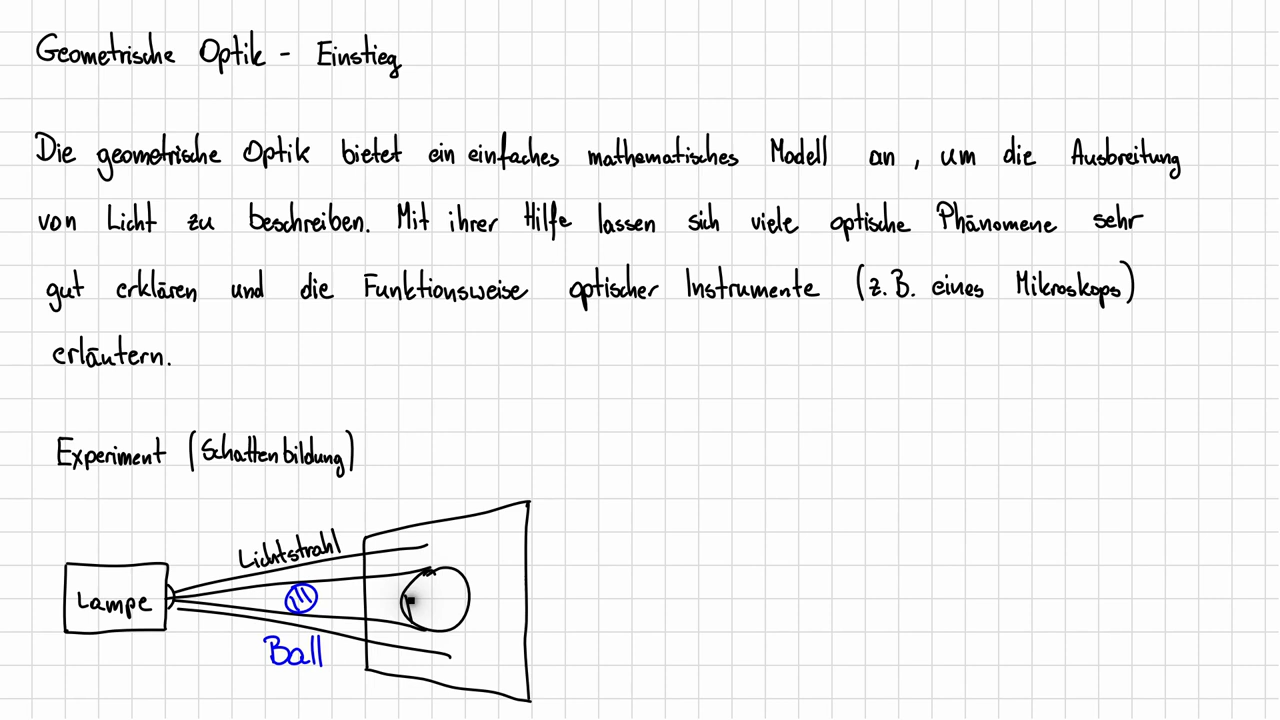 Geometrische Optik - Einstieg
Die geometrische Optik bietet ein einfaches mathematisches Modell an, um die Ausbreitung
von Licht zu beschreiben. Mit ihrer Hilfe lassen sich viele optische Phänomene sehr
gut erklären und die Funktionsweise optischer Instrumente (z.B. eines Mikroskops)
erläutern.
Experiment (Schattenbildung)
Lichtstrahl
Lampe
Ball